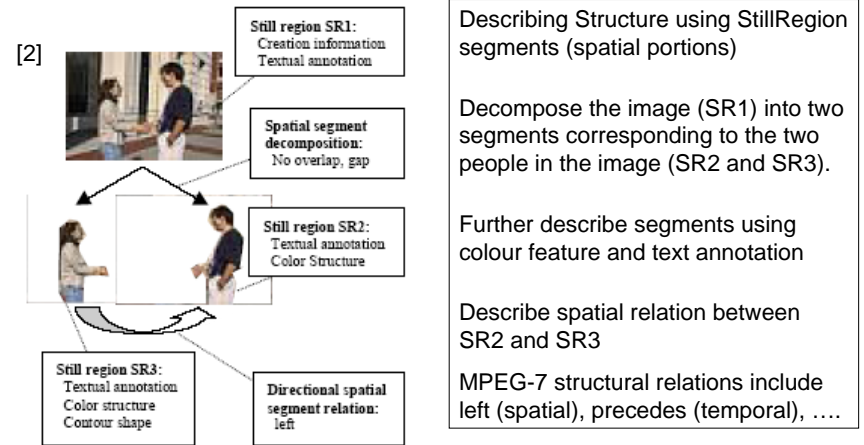 [2]
Still region SR1:
Creation information
Textual annotation
Spatial segment
decomposition:
No overlap, gap
Still region SR2:
Textual annotation
Color Structure
Still region SR3:
Textual annotation
Color structure
Contour shape
Directional spatial
segment relation:
left
Describing Structure using StillRegion
segments (spatial portions)
Decompose the image (SR1) into two
segments corresponding to the two
people in the image (SR2 and SR3).
Further describe segments using
colour feature and text annotation
Describe spatial relation between
SR2 and SR3
MPEG-7 structural relations include
left (spatial), precedes (temporal), ….